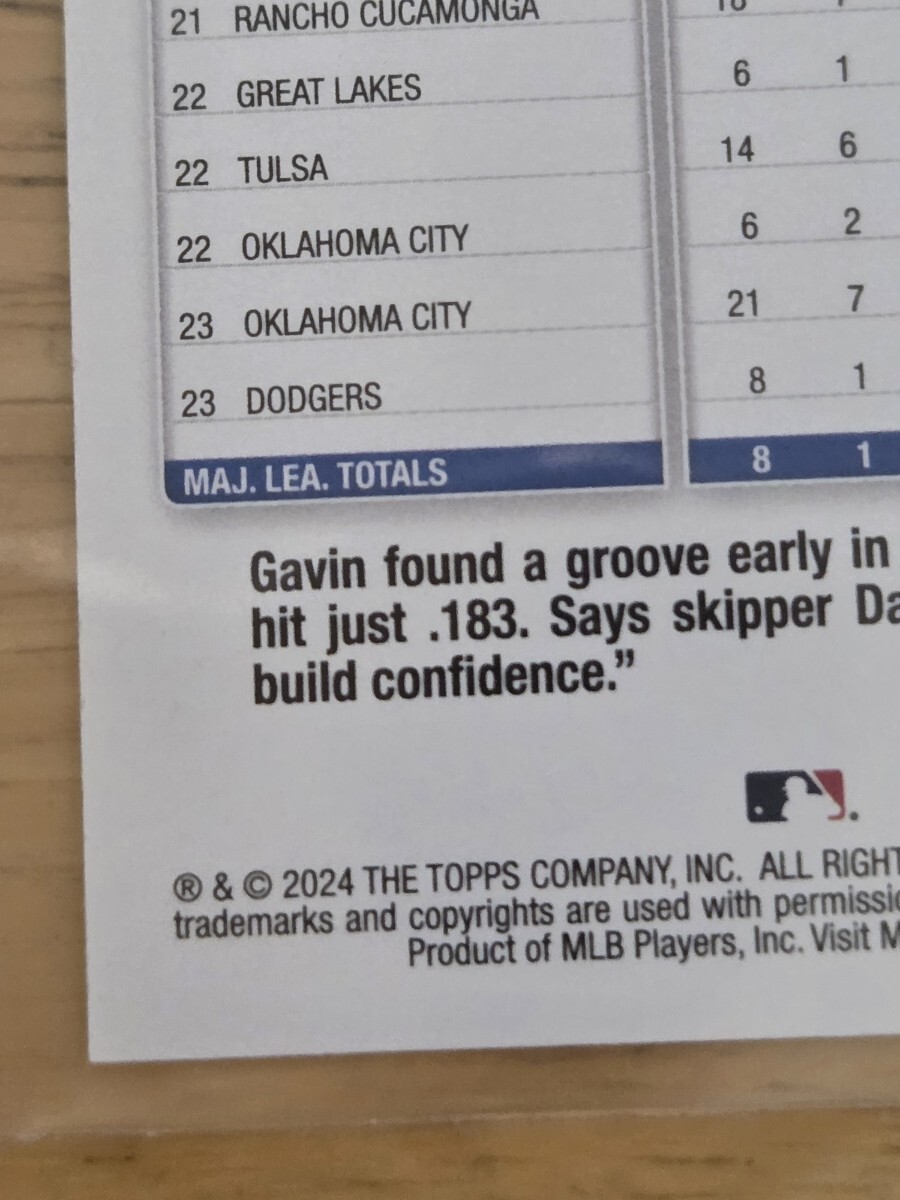 21 RANCHO CUCAMONGA
22 GREAT LAKES 6 1
22 TULSA 14 6
22 OKLAHOMA CITY 6 2
23 OKLAHOMA CITY 21 7
23 DODGERS 8 1
MAJ. LEA. TOTALS 8 1
Gavin found a groove early in
hit just .183. Says skipper Da
build confidence.”
® & © 2024 THE TOPPS COMPANY, INC. ALL RIGHT
trademarks and copyrights are used with permissi
Product of MLB Players, Inc. Visit M